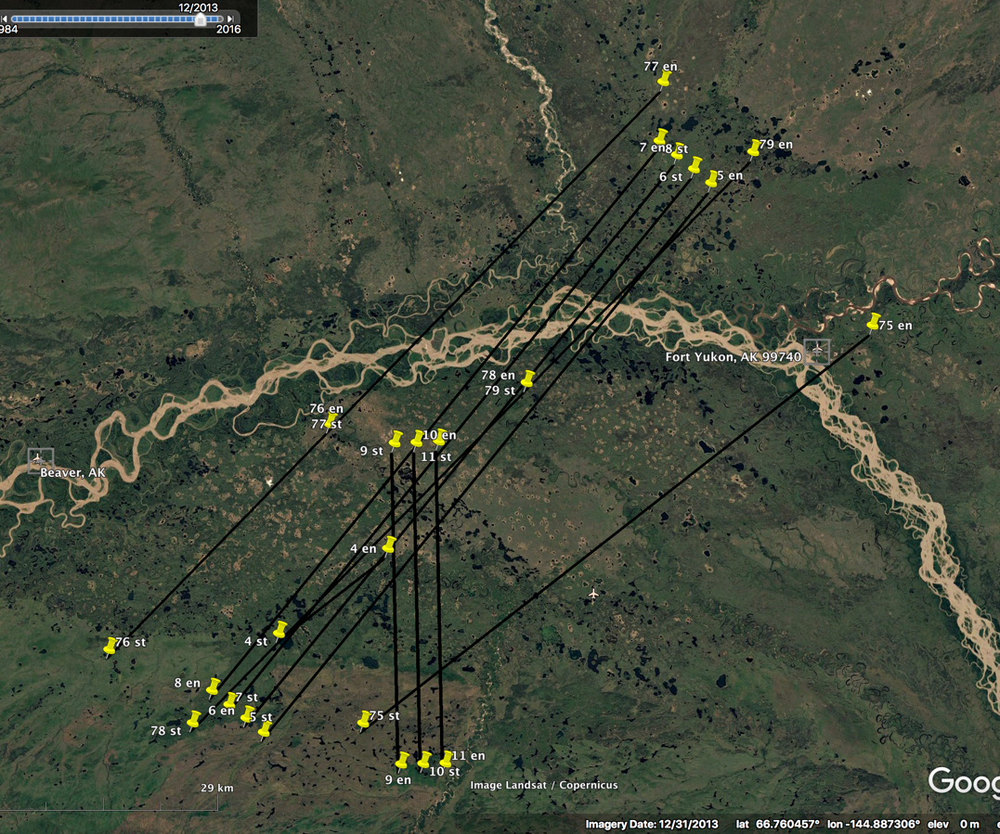 12/2013
984
2016
77 en
7 en
8 st
79 en
6 st
5 en
75 en
Fort Yukon, AK 99740
78 en
79 st
76 en
77 st
10 en
9 st
11 st
Beaver, AK
4 en
4 st
76 st
8 en
7 st
6 en
5 st
75 st
78 st
11 en
10 st
9 en
Image Landsat / Copernicus
29 km
Goog
Imagery Date: 12/31/2013 lat 66.760457° lon -144.887306° elev 0 m e